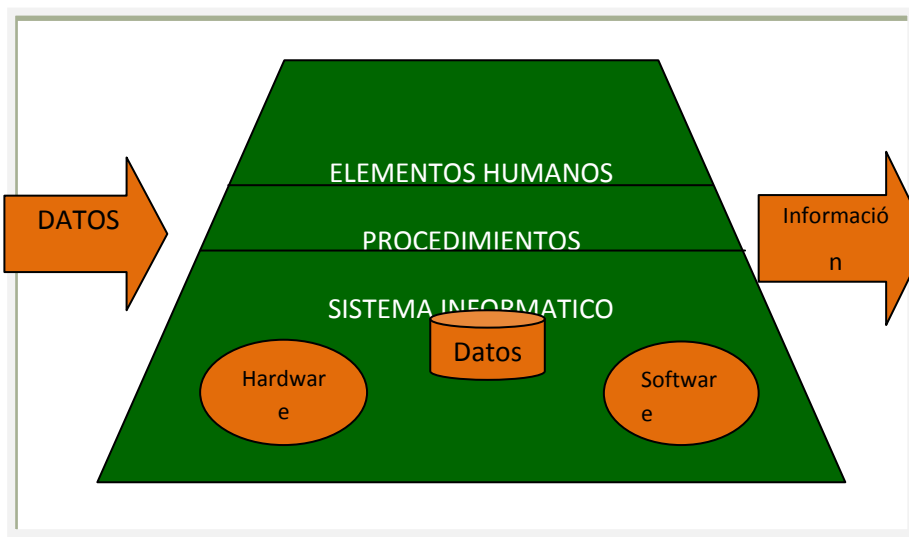 ELEMENTOS HUMANOS
DATOS
Informació
n
PROCEDIMIENTOS
SISTEMA INFORMATICO
Datos
Hardwar
e
Softwar
e